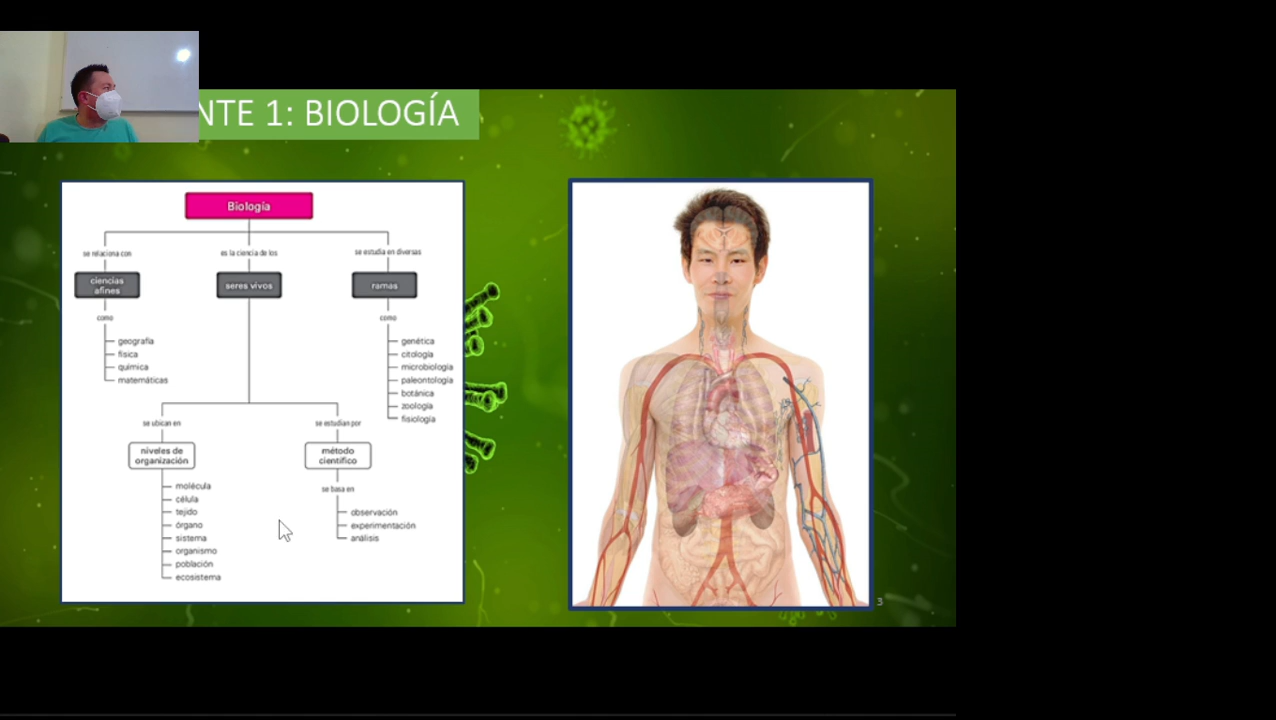 NTE 1: BIOLOGÍA
Biología
se relaciona con
es la ciencia de los
se estudia en diversas
ciencias
afines
seres vivos
ramas
como
como
geografía
física
química
matemáticas
genética
citología
microbiología
paleontología
botánica
zoología
fisiología
se ubican en
se estudian por
niveles de
organización
método
científico
molécula
célula
tejido
órgano
sistema
organismo
población
ecosistema
se basa en
observación
experimentación
análisis
3